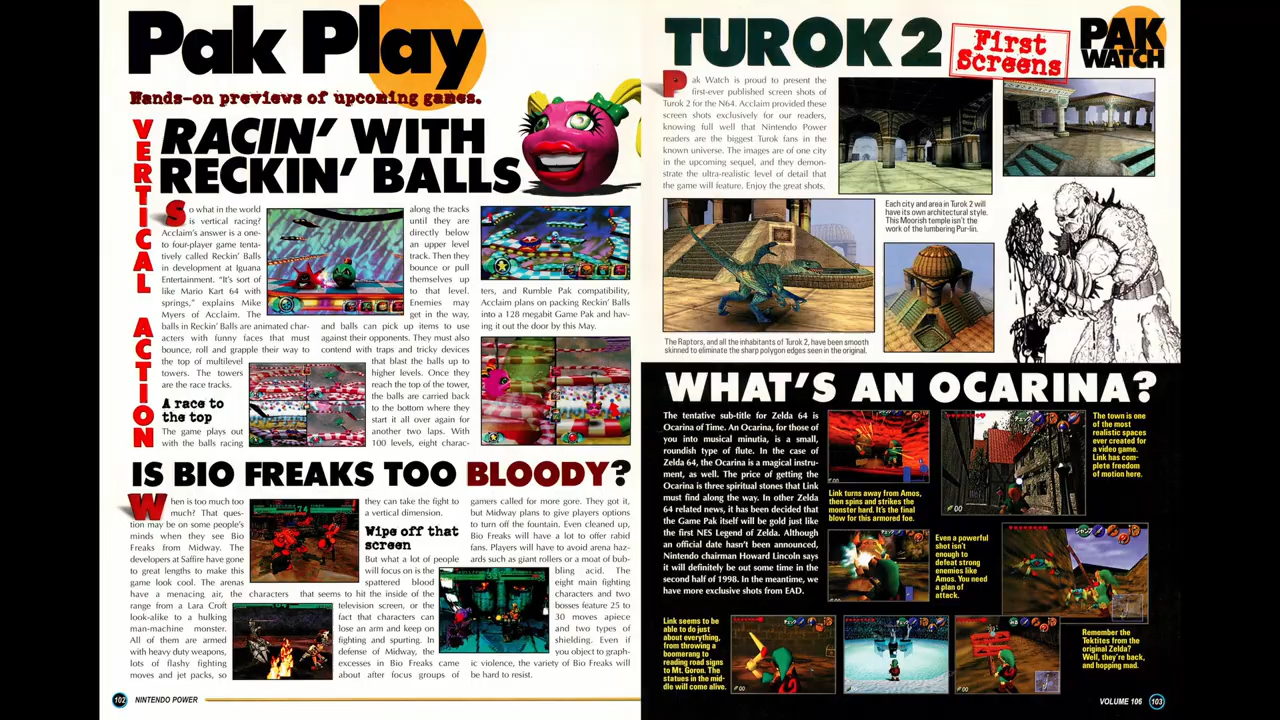 Pak Play
Hands-on previews of upcoming games.
VERTICAL ACTION
RACIN' WITH
RECKIN' BALLS
So what in the world
is vertical racing?
Acclaim's answer is a one-
to four-player game tenta-
tively called Reckin' Balls
in development at Iguana
Entertainment. "It's sort of
like Mario Kart 64 with
springs," explains Mike
Myers of Acclaim. The
balls in Reckin' Balls are animated char-
acters with funny faces that must
bounce, roll and grapple their way to
the top of multilevel
towers. The towers
are the race tracks.
A race to
the top
The game plays out
with the balls racing
along the tracks
until they are
directly below
an upper level
track. Then they
bounce or pull
themselves up
to that level.
Enemies may
get in the way,
and balls can pick up items to use
against their opponents. They must also
contend with traps and tricky devices
that blast the balls up to
higher levels. Once they
reach the top of the tower,
the balls are carried back
to the bottom where they
start it all over again for
another two laps. With
100 levels, eight charac-
ters, and Rumble Pak compatibility,
Acclaim plans on packing Reckin' Balls
into a 128 megabit Game Pak and hav-
ing it out the door by this May.
IS BIO FREAKS TOO BLOODY?
When is too much too
much? That ques-
tion may be on some people's
minds when they see Bio
Freaks from Midway. The
developers at Saffire have gone
to great lengths to make this
game look cool. The arenas
have a menacing air, the characters
range from a Lara Croft
look-alike to a hulking
man-machine monster.
All of them are armed
with heavy duty weapons,
lots of flashy fighting
moves and jet packs, so
they can take the fight to
a vertical dimension.
Wipe off that
screen
But what a lot of people
will focus on is the
spattered blood
that seems to hit the inside of the
television screen, or the
fact that characters can
lose an arm and keep on
fighting and spurting. In
defense of Midway, the
excesses in Bio Freaks came
about after focus groups of
gamers called for more gore. They got it,
but Midway plans to give players options
to turn off the fountain. Even cleaned up,
Bio Freaks will have a lot to offer rabid
fans. Players will have to avoid arena haz-
ards such as giant rollers or a moat of bub-
bling acid. The
eight main fighting
characters and two
bosses feature 25 to
30 moves apiece
and two types of
shielding. Even if
you object to graph-
ic violence, the variety of Bio Freaks will
be hard to resist.
102 NINTENDO POWER
TUROK 2
First
Screens
PAK
WATCH
Pak Watch is proud to present the
first-ever published screen shots of
Turok 2 for the N64. Acclaim provided these
screen shots exclusively for our readers,
knowing full well that Nintendo Power
readers are the biggest Turok fans in the
known universe. The images are of one city
in the upcoming sequel, and they demon-
strate the ultra-realistic level of detail that
the game will feature. Enjoy the great shots.
Each city and area in Turok 2 will
have its own architectural style.
This Moorish temple isn't the
work of the lumbering Pur-lin.
The Raptors, and all the inhabitants of Turok 2, have been smooth
skinned to eliminate the sharp polygon edges seen in the original.
WHAT'S AN OCARINA?
The tentative sub-title for Zelda 64 is
Ocarina of Time. An Ocarina, for those of
you into musical minutia, is a small,
roundish type of flute. In the case of
Zelda 64, the Ocarina is a magical instru-
ment, as well. The price of getting the
Ocarina is three spiritual stones that Link
must find along the way. In other Zelda
64 related news, it has been decided that
the Game Pak itself will be gold just like
the first NES Legend of Zelda. Although
an official date hasn't been announced,
Nintendo chairman Howard Lincoln says
it will definitely be out some time in the
second half of 1998. In the meantime, we
have more exclusive shots from EAD.
Link turns away from Amos,
then spins and strikes the
monster hard. It's the final
blow for this armored foe.
The town is one
of the most
realistic spaces
ever created for
a video game.
Link has com-
plete freedom
of motion here.
Even a powerful
shot isn't
enough to
defeat strong
enemies like
Amos. You need
a plan of
attack.
Link seems to be
able to do just
about everything,
from throwing a
boomerang to
reading road signs
to Mt. Goron. The
statues in the mid-
dle will come alive.
Remember the
Tektites from the
original Zelda?
Well, they're back,
and hopping mad.
VOLUME 106 103